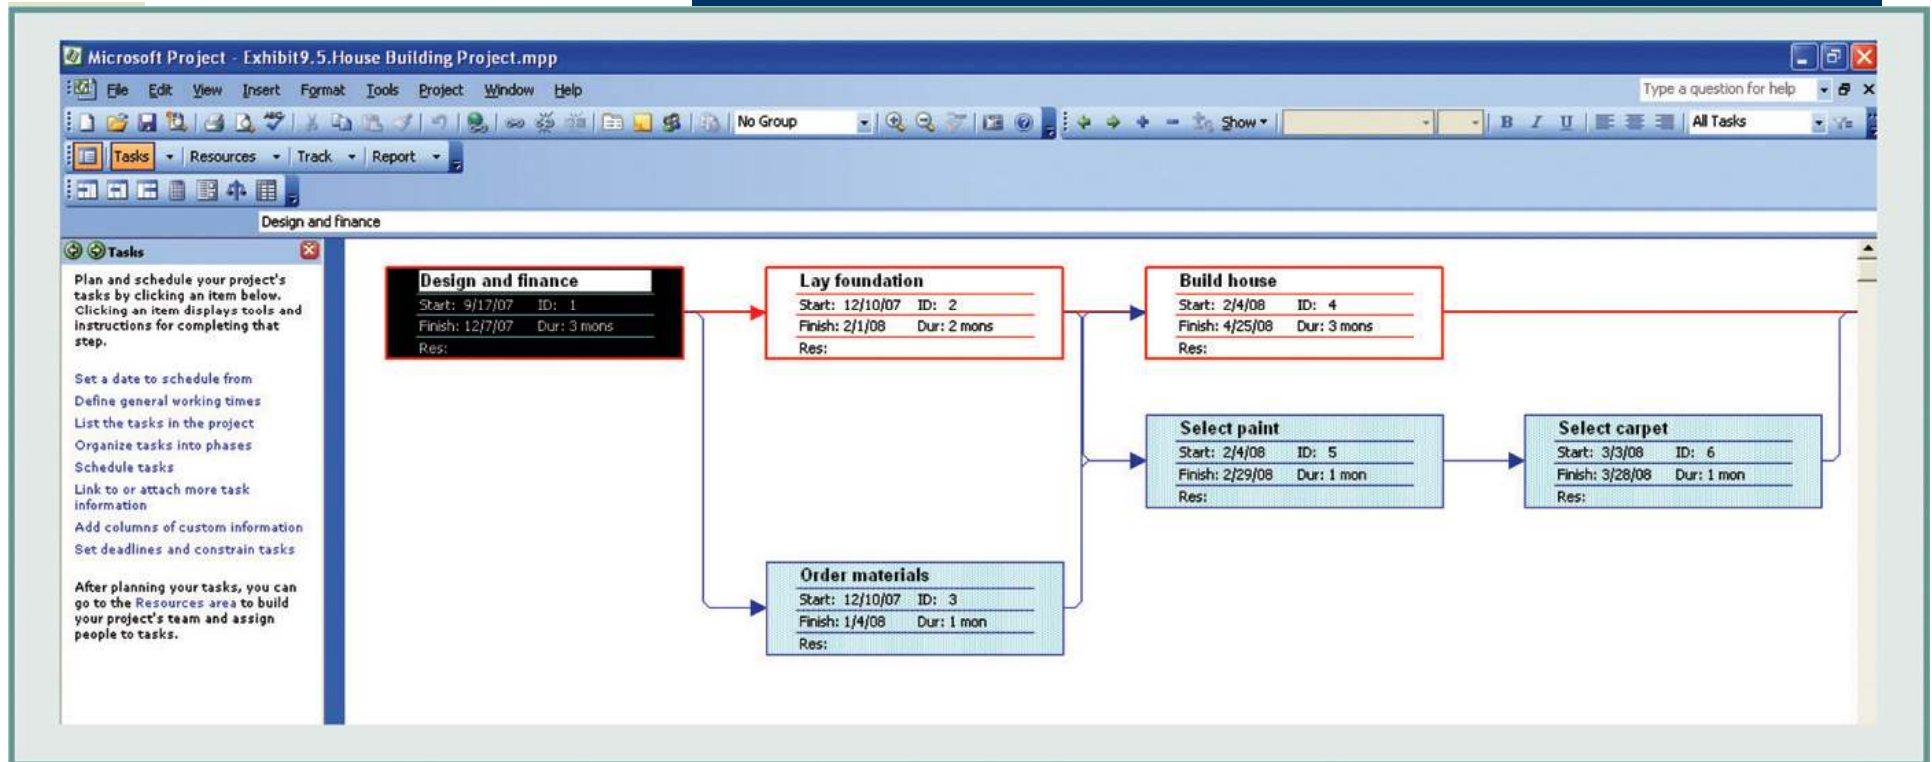 Microsoft Project - Exhibit9.5.House Building Project.mpp
File Edit View Insert Format Tools Project Window Help
Type a question for help
No Group
Show
B I U
All Tasks
Tasks Resources Track Report
Design and finance
Tasks
Plan and schedule your project's
tasks by clicking an item below.
Clicking an item displays tools and
instructions for completing that
step.
Set a date to schedule from
Define general working times
List the tasks in the project
Organize tasks into phases
Schedule tasks
Link to or attach more task
information
Add columns of custom information
Set deadlines and constrain tasks
After planning your tasks, you can
go to the Resources area to build
your project's team and assign
people to tasks.
Design and finance
Start: 9/17/07 ID: 1
Finish: 12/7/07 Dur: 3 mons
Res:
Lay foundation
Start: 12/10/07 ID: 2
Finish: 2/1/08 Dur: 2 mons
Res:
Build house
Start: 2/4/08 ID: 4
Finish: 4/25/08 Dur: 3 mons
Res:
Select paint
Start: 2/4/08 ID: 5
Finish: 2/29/08 Dur: 1 mon
Res:
Select carpet
Start: 3/3/08 ID: 6
Finish: 3/28/08 Dur: 1 mon
Res:
Order materials
Start: 12/10/07 ID: 3
Finish: 1/4/08 Dur: 1 mon
Res: